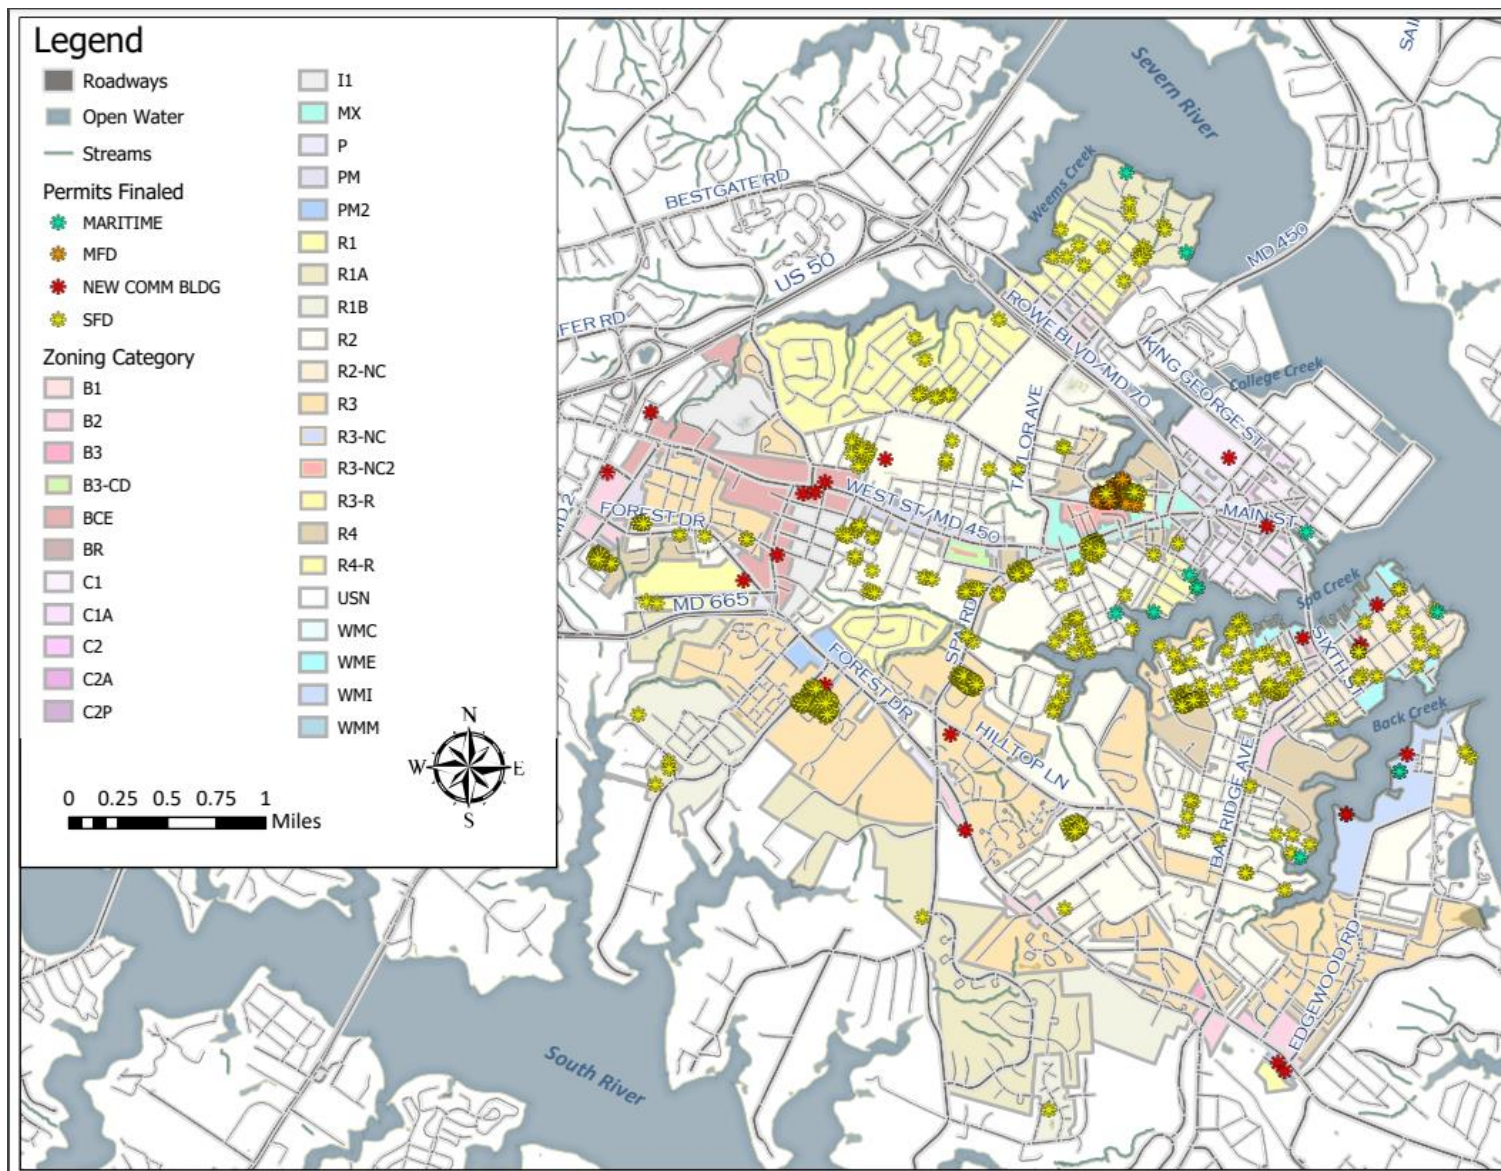 Legend
Roadways
Open Water
Streams
Permits Finaled
MARITIME
MFD
NEW COMM BLDG
SFD
Zoning Category
B1
B2
B3
B3-CD
BCE
BR
C1
C1A
C2
C2A
C2P
I1
MX
P
PM
PM2
R1
R1A
R1B
R2
R2-NC
R3
R3-NC
R3-NC2
R3-R
R4
R4-R
USN
WMC
WME
WMI
WMM
N
W E
S
0 0.25 0.5 0.75 1
Miles
Severn River
Weems Creek
BESTGATE RD
US 50
MD 450
FER RD
ROWE BLVD/MD 70
KING GEORGE ST
College Creek
TAYLOR AVE
MD 2
FOREST DR
WEST ST/MD 450
MAIN ST
MD 665
SPA RD
Spa Creek
SIXTH ST
FOREST DR
HILLTOP LN
Back Creek
BAY RIDGE AVE
EDGEWOOD RD
South River